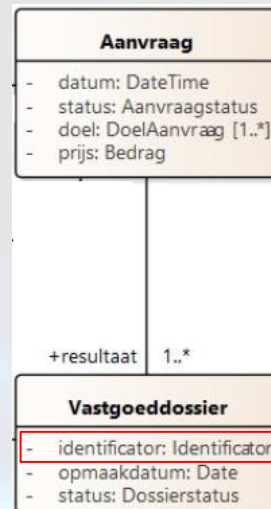 Aanvraag
- datum: DateTime
- status: Aanvraagstatus
- doel: DoelAanvraag [1..*]
- prijs: Bedrag
+resultaat 1..*
Vastgoeddossier
- identificator: Identificator
- opmaakdatum: Date
- status: Dossierstatus